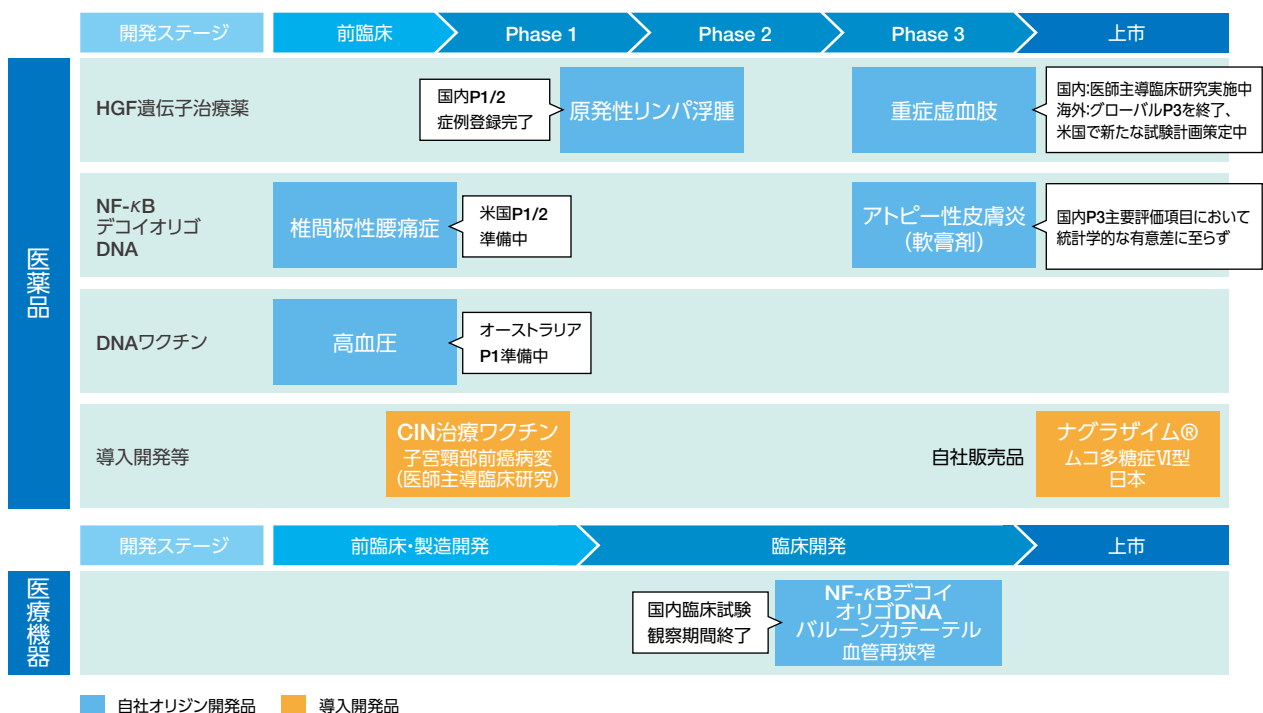 開発ステージ
前臨床
Phase 1
Phase 2
Phase 3
上市
医薬品
HGF遺伝子治療薬
国内P1/2
症例登録完了
原発性リンパ浮腫
重症虚血肢
国内:医師主導臨床研究実施中
海外:グローバルP3を終了、
米国で新たな試験計画策定中
NF-κB
デコイオリゴ
DNA
椎間板性腰痛症
米国P1/2
準備中
アトピー性皮膚炎
(軟膏剤)
国内P3主要評価項目において
統計学的な有意差に至らず
DNAワクチン
高血圧
オーストラリア
P1準備中
導入開発等
CIN治療ワクチン
子宮頸部前癌病変
(医師主導臨床研究)
自社販売品
ナグラザイム®
ムコ多糖症Ⅵ型
日本
開発ステージ
前臨床・製造開発
臨床開発
上市
医療機器
国内臨床試験
観察期間終了
NF-κBデコイ
オリゴDNA
バルーンカテーテル
血管再狭窄
自社オリジン開発品
導入開発品